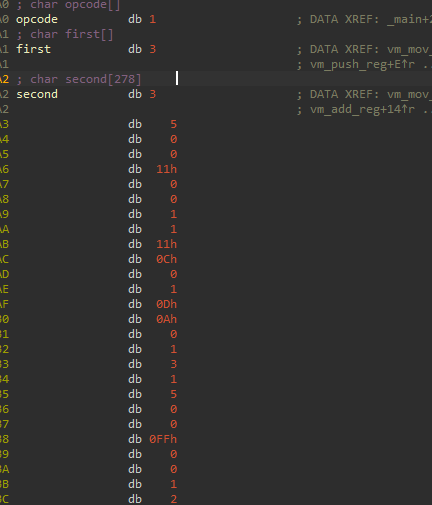 A0 ; char opcode[]
A0 opcode db 1 ; DATA XREF: _main+2
A1 ; char first[]
A1 first db 3 ; DATA XREF: vm_mov_
A1 ; vm_push_reg+E↑r ..
A2 ; char second[278]
A2 second db 3 ; DATA XREF: vm_mov_
A2 ; vm_add_reg+14↑r ..
A3 db 5
A4 db 0
A5 db 0
A6 db 11h
A7 db 0
A8 db 0
A9 db 1
AA db 1
AB db 11h
AC db 0Ch
AD db 0
AE db 1
AF db 0Dh
B0 db 0Ah
B1 db 0
B2 db 1
B3 db 3
B4 db 1
B5 db 5
B6 db 0
B7 db 0
B8 db 0FFh
B9 db 0
BA db 0
BB db 1
BC db 2